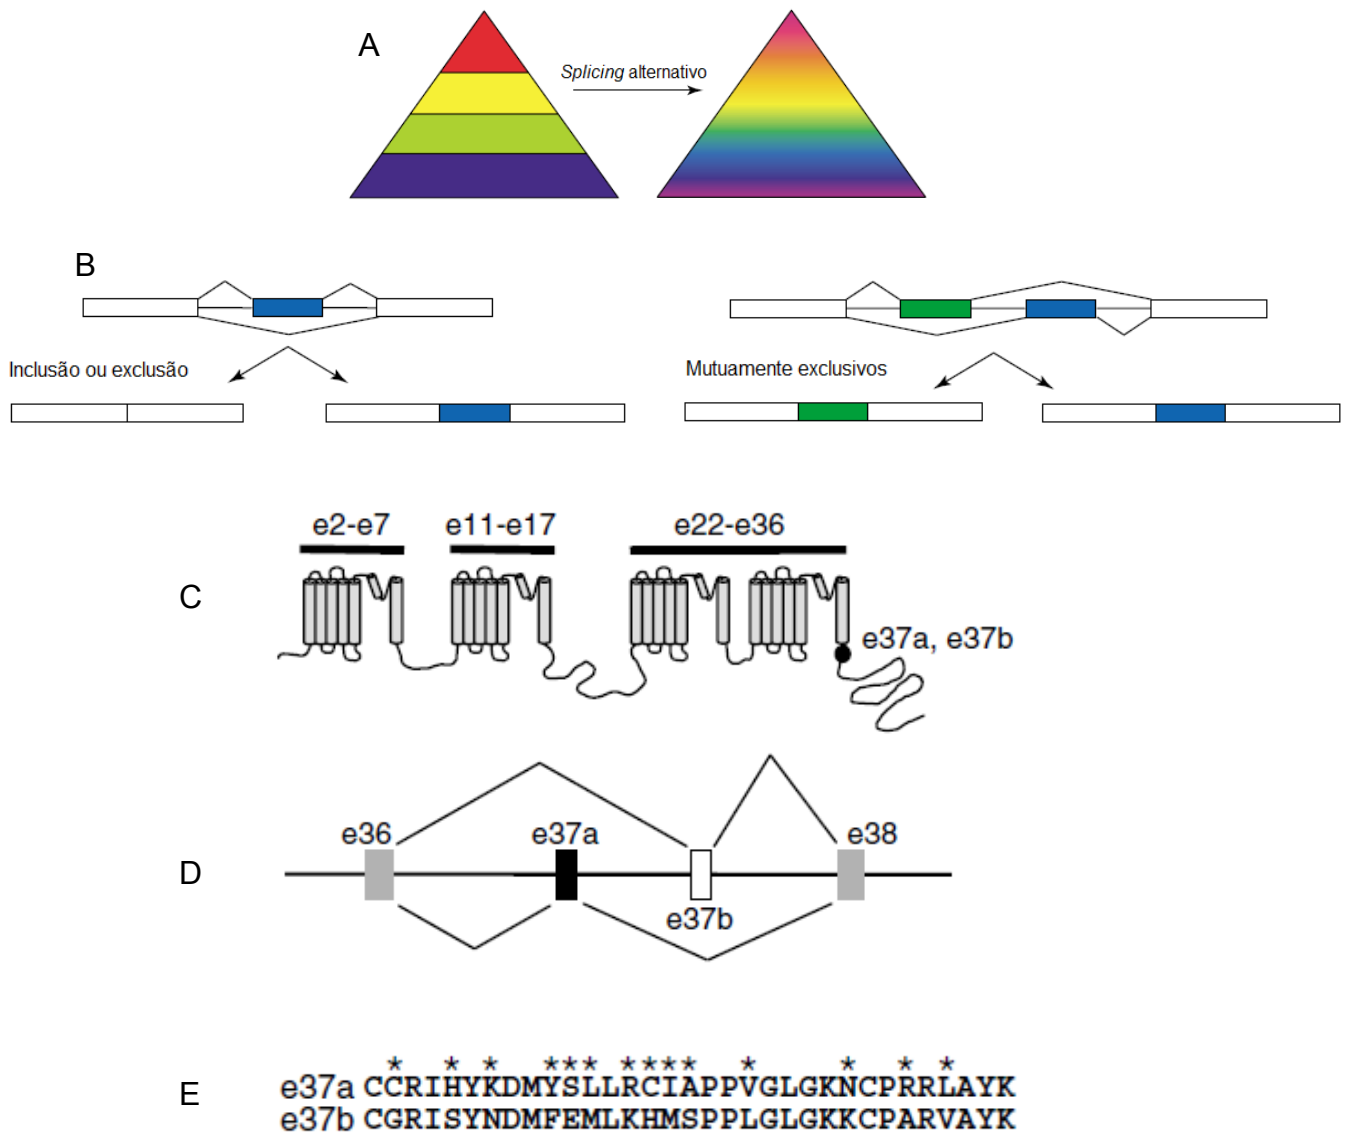 A
Splicing alternativo
B
Inclusão ou exclusão
Mutuamente exclusivos
e2-e7 e11-e17 e22-e36
C
e37a, e37b
e36 e37a e38
D
e37b
* * * *** **** * * * *
E
e37a CCRIHYKDMYSLLRCIAPPVGLGKNCPRRLAYK
e37b CGRISYNDMFEMLKHMSPPLGLGKKCPARVAYK